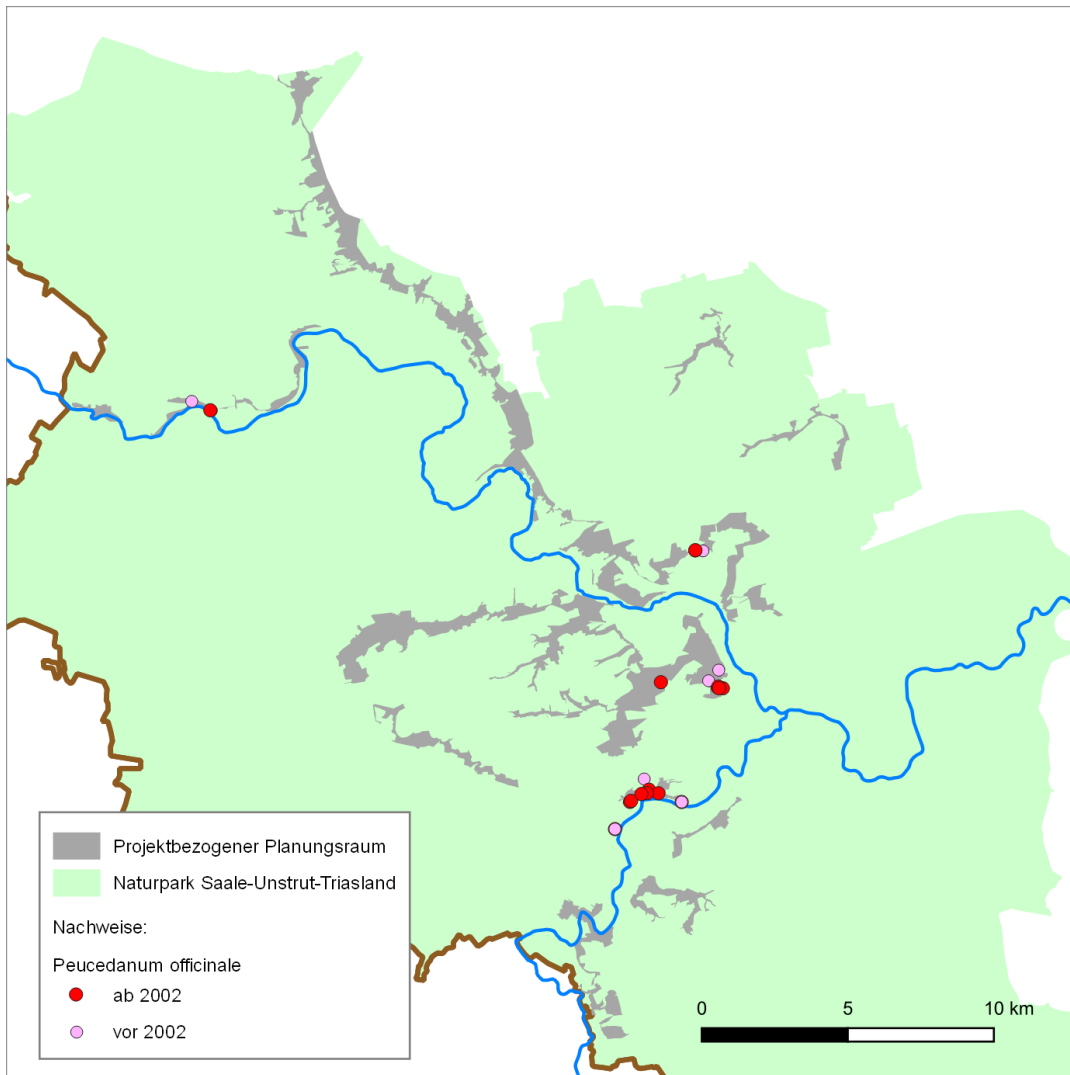 Projektbezogener Planungsraum
Naturpark Saale-Unstrut-Triasland
Nachweise:
Peucedanum officinale
ab 2002
vor 2002
0 5 10 km